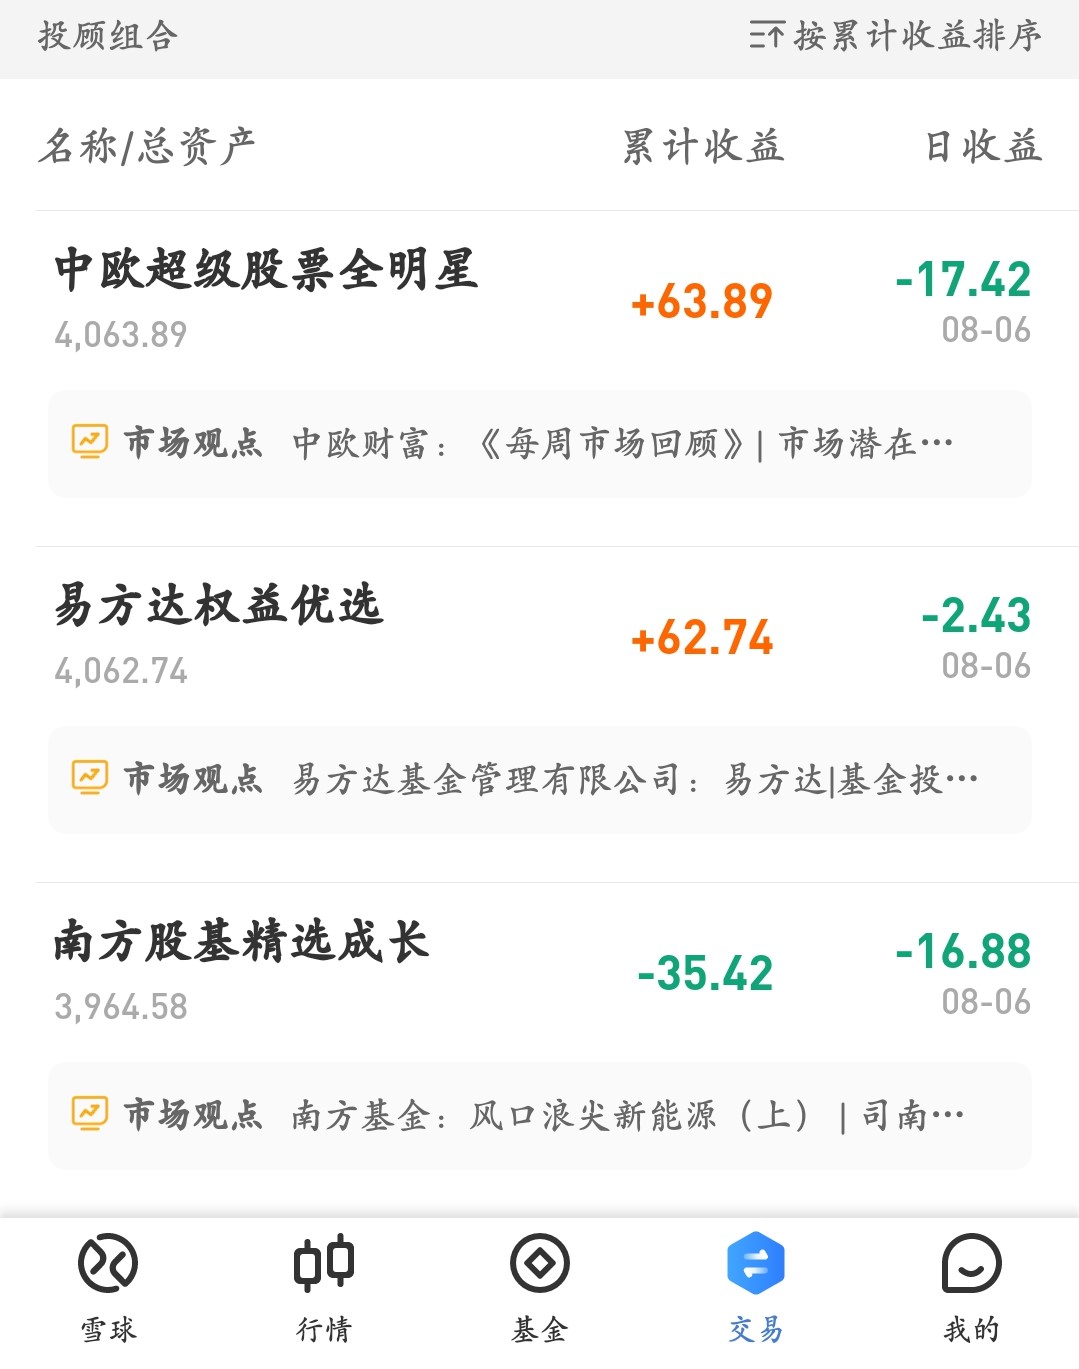 投顾组合 按累计收益排序
名称/总资产 累计收益 日收益
中欧超级股票全明星 +63.89 -17.42
4,063.89 08-06
市场观点 中欧财富：《每周市场回顾》| 市场潜在…
易方达权益优选 +62.74 -2.43
4,062.74 08-06
市场观点 易方达基金管理有限公司：易方达|基金投…
南方股基精选成长 -35.42 -16.88
3,964.58 08-06
市场观点 南方基金：风口浪尖新能源（上） | 司南…
雪球 行情 基金 交易 我的